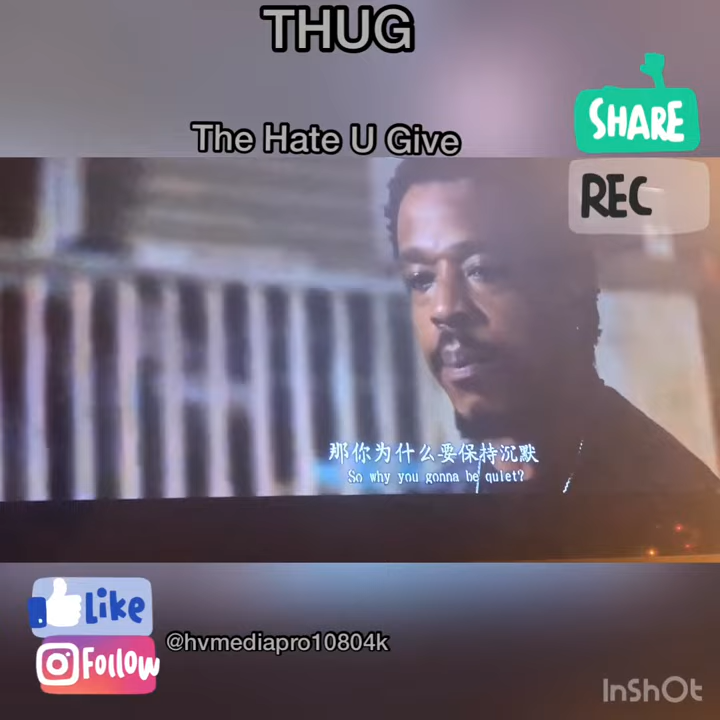 THUG
SHARE
The Hate U Give
REC
那你为什么要保持沉默
So why you gonna be quiet?
Like
Follow
@hvmediapro10804k
InShOt